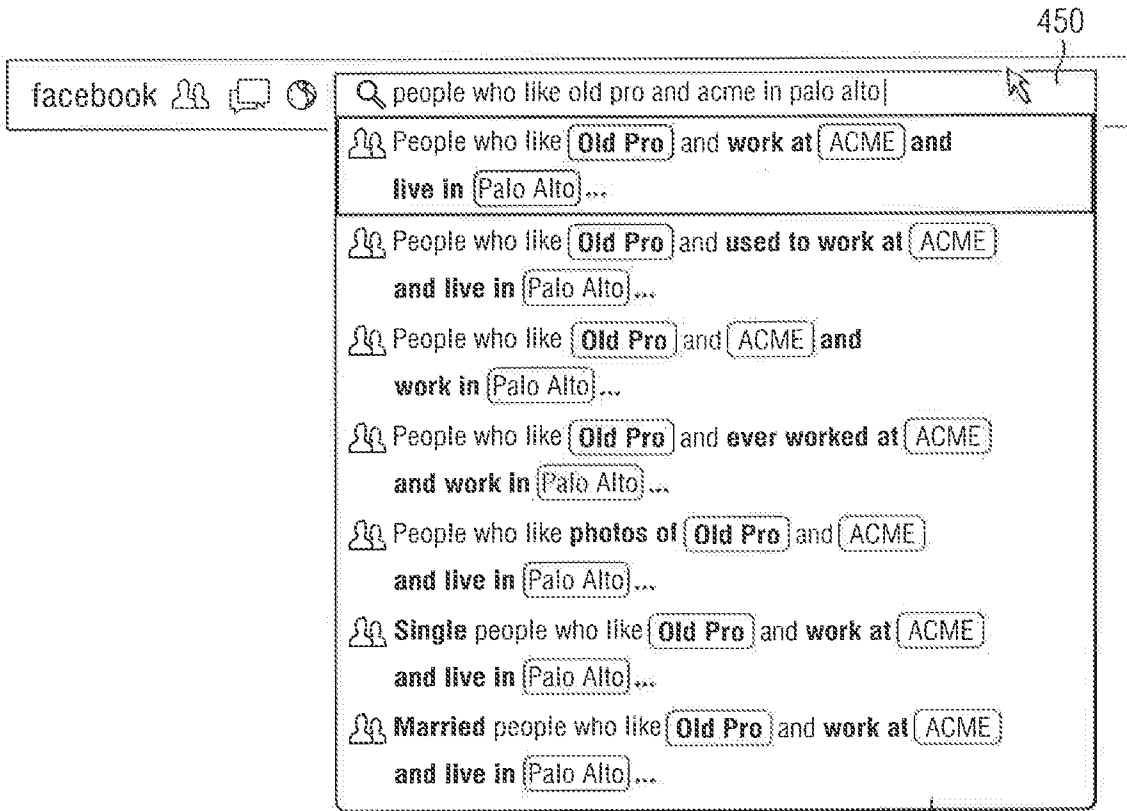 450
facebook people who like old pro and acme in palo alto
People who like Old Pro and work at ACME and
live in Palo Alto ...
People who like Old Pro and used to work at ACME
and live in Palo Alto ...
People who like Old Pro and ACME and
work in Palo Alto ...
People who like Old Pro and ever worked at ACME
and work in Palo Alto ...
People who like photos of Old Pro and ACME
and live in Palo Alto ...
Single people who like Old Pro and work at ACME
and live in Palo Alto ...
Married people who like Old Pro and work at ACME
and live in Palo Alto ...